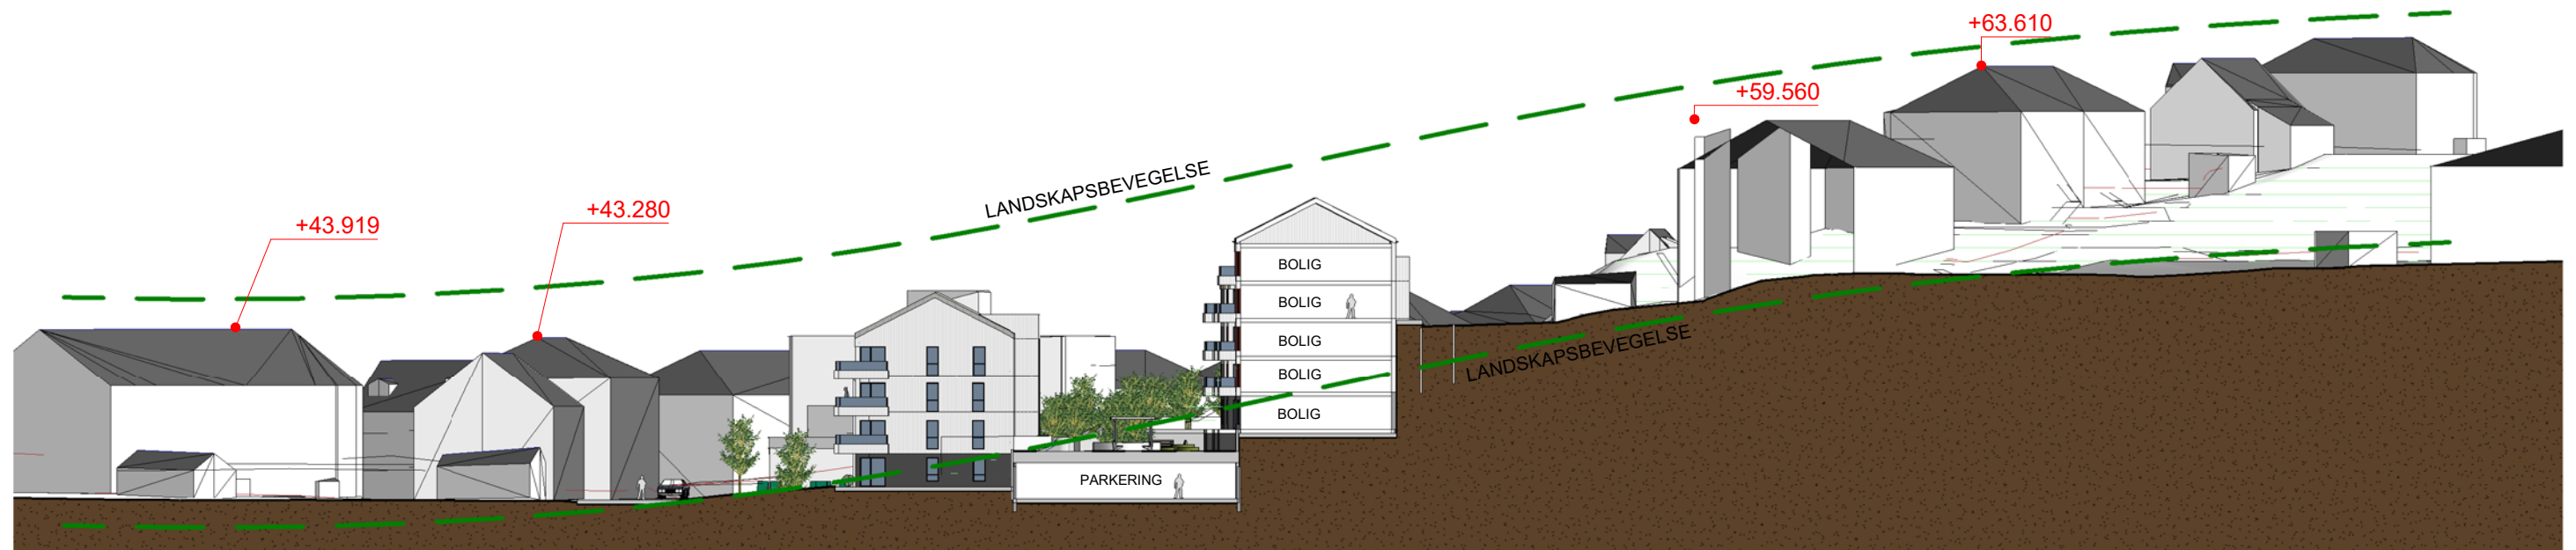 +63.610
+59.560
LANDSKAPSBEVEGELSE
+43.919
+43.280
BOLIG
BOLIG
BOLIG
BOLIG
BOLIG
LANDSKAPSBEVEGELSE
PARKERING